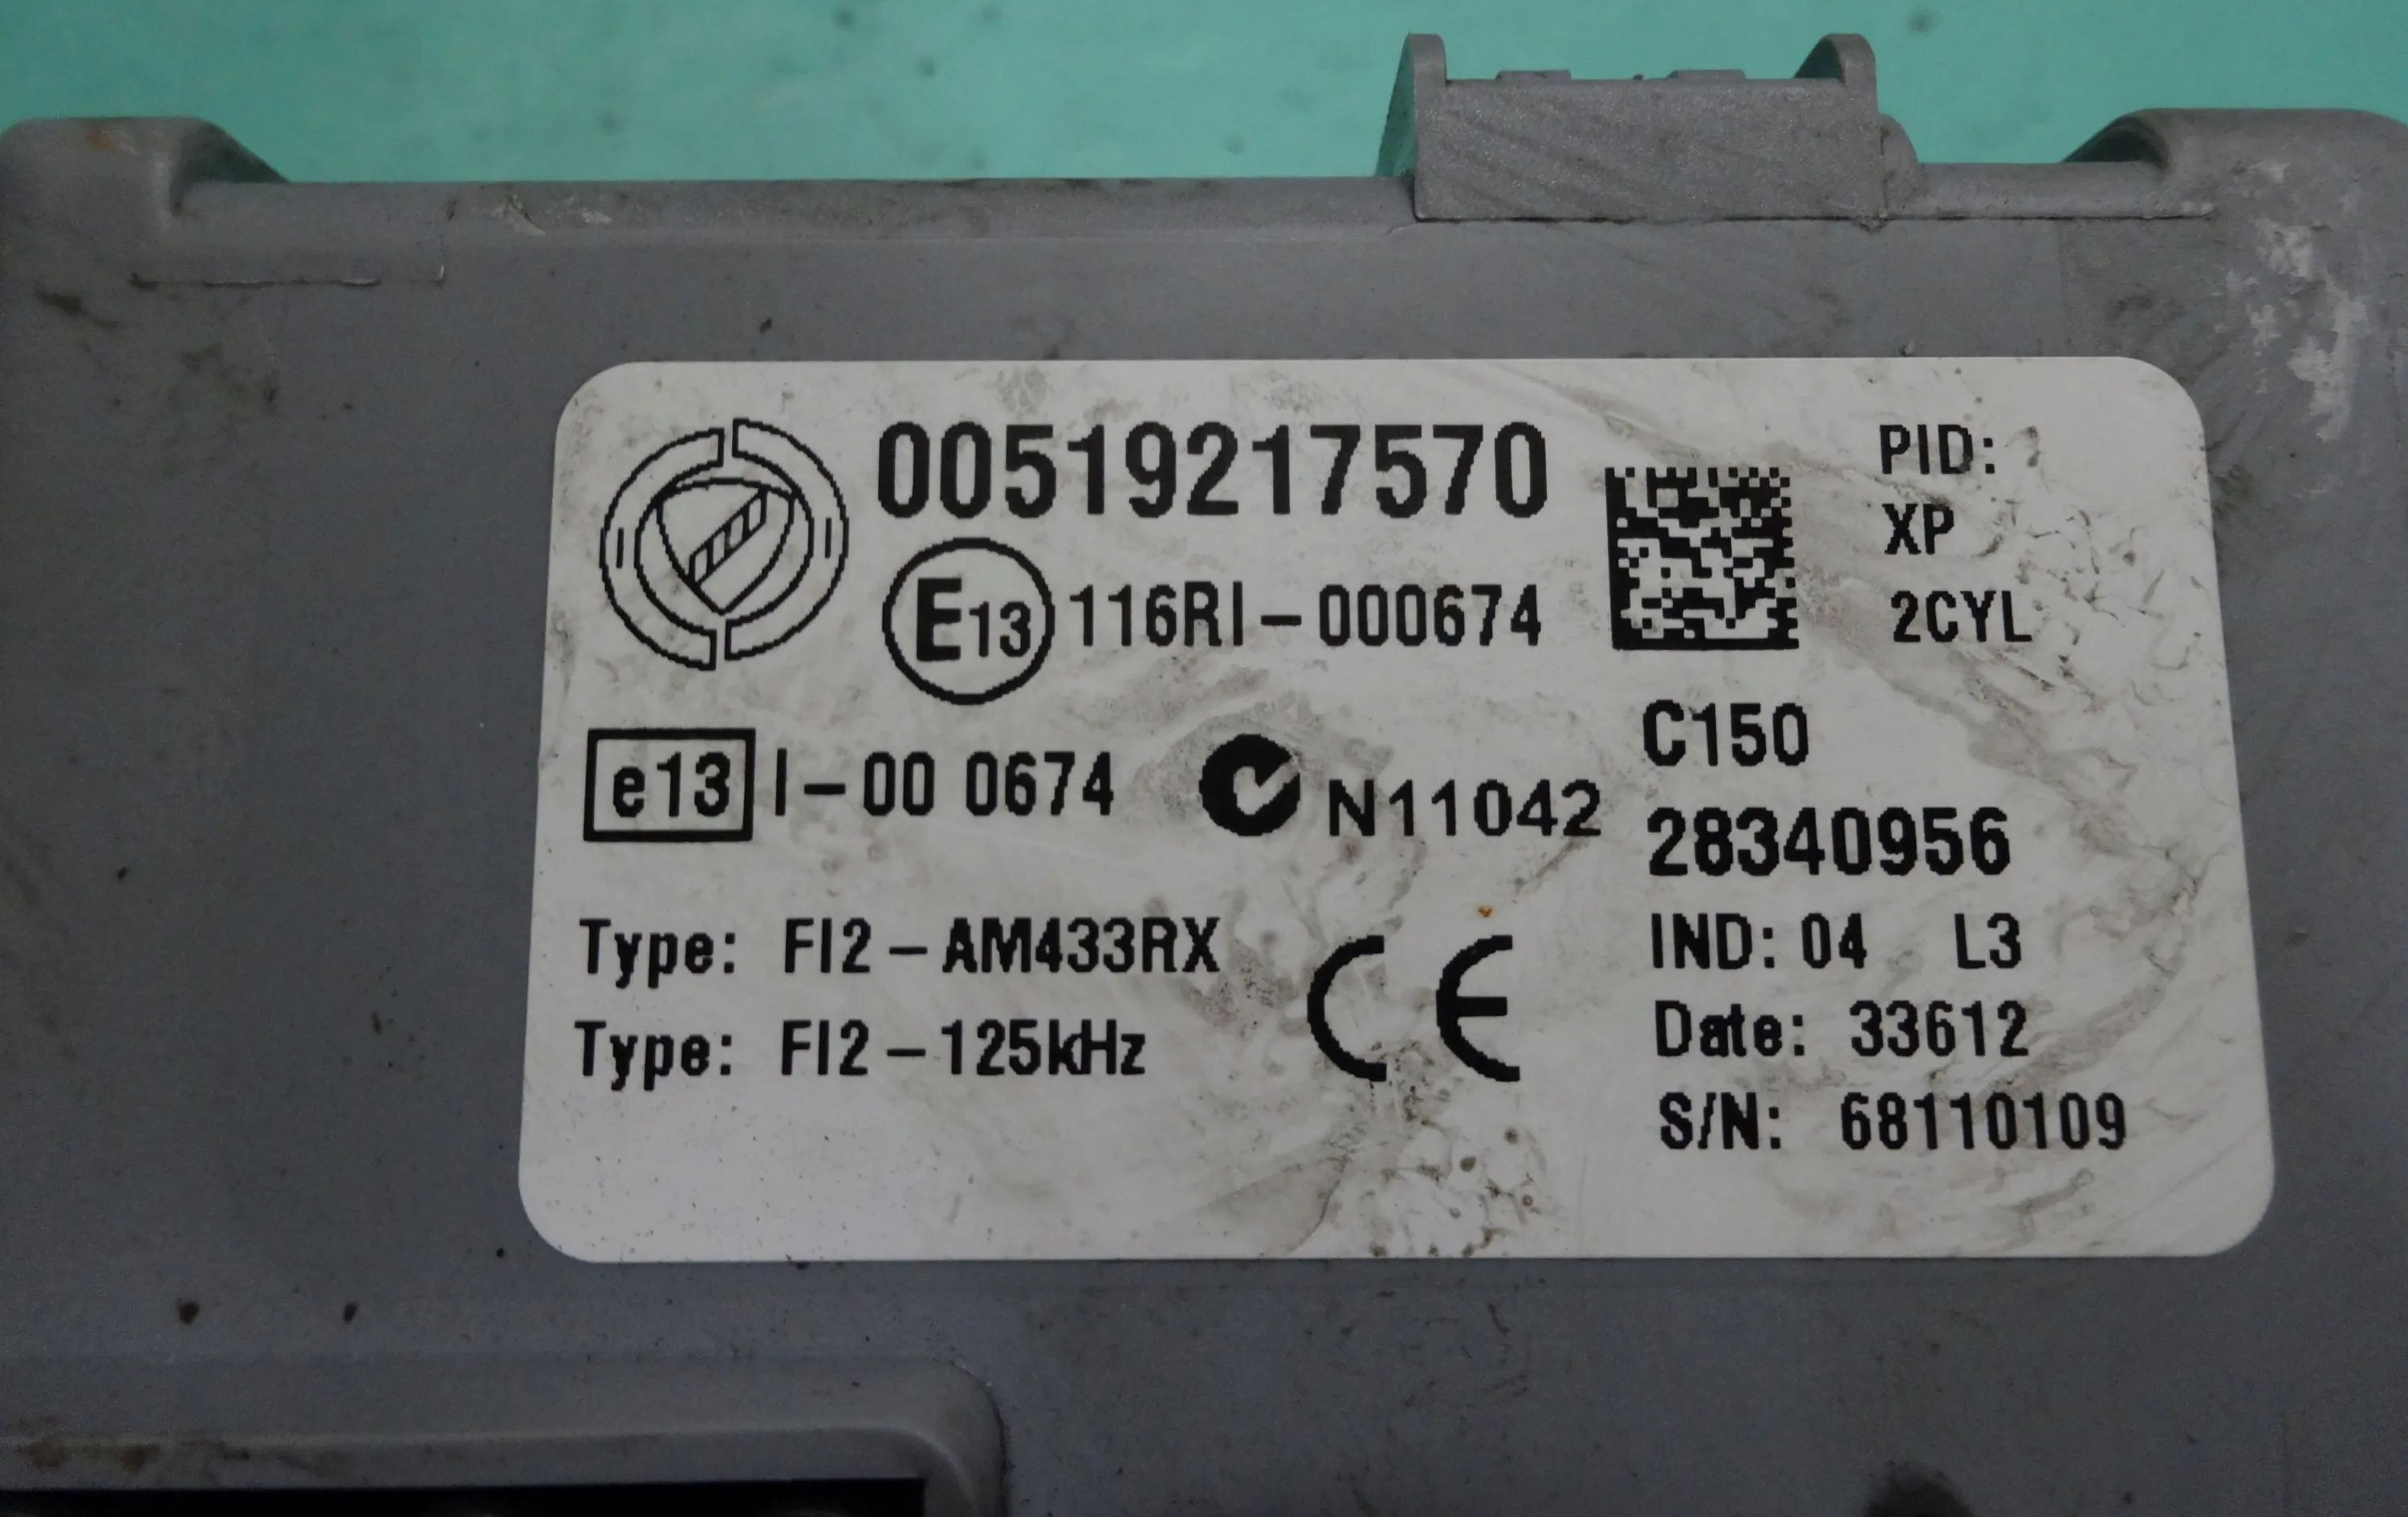 00519217570
E13 116RI-000674
e13 I-00 0674
N11042
Type: FI2-AM433RX
Type: FI2-125kHz
CE
PID:
XP
2CYL
C150
28340956
IND: 04 L3
Date: 33612
S/N: 68110109